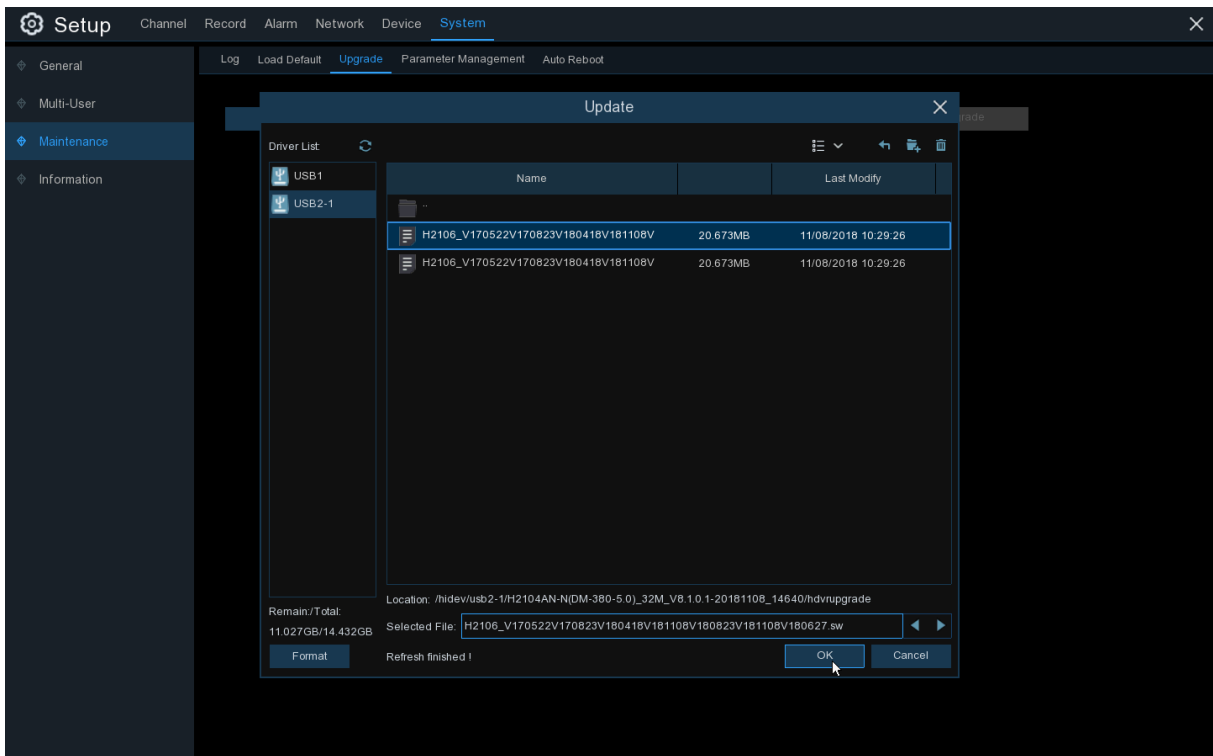 Setup Channel Record Alarm Network Device System
General
Multi-User
Maintenance
Information
Log Load Default Upgrade Parameter Management Auto Reboot
Update
rade
Driver List:
USB1
USB2-1
Name Last Modify
..
H2106_V170522V170823V180418V181108V 20.673MB 11/08/2018 10:29:26
H2106_V170522V170823V180418V181108V 20.673MB 11/08/2018 10:29:26
Remain:/Total:
11.027GB/14.432GB
Format
Location: /hidev/usb2-1/H2104AN-N(DM-380-5.0)_32M_V8.1.0.1-20181108_14640/hdvrupgrade
Selected File: H2106_V170522V170823V180418V181108V180823V181108V180627.sw
Refresh finished !
OK Cancel